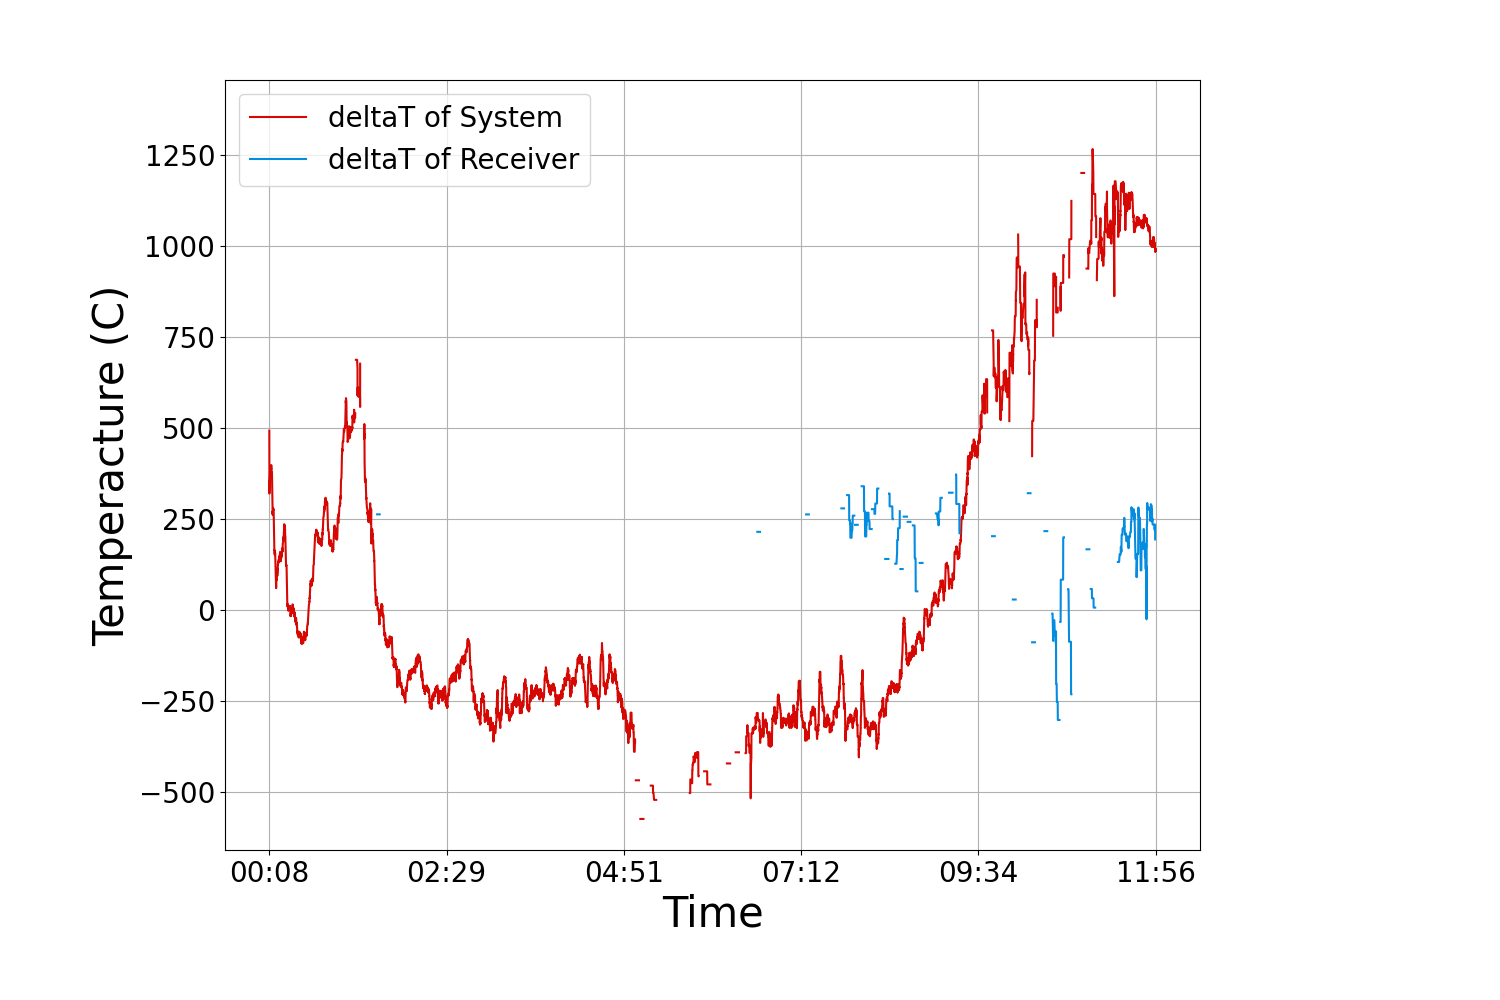 deltaT of System
deltaT of Receiver
Temperacture (C)
1250
1000
750
500
250
0
−250
−500
00:08 02:29 04:51 07:12 09:34 11:56
Time